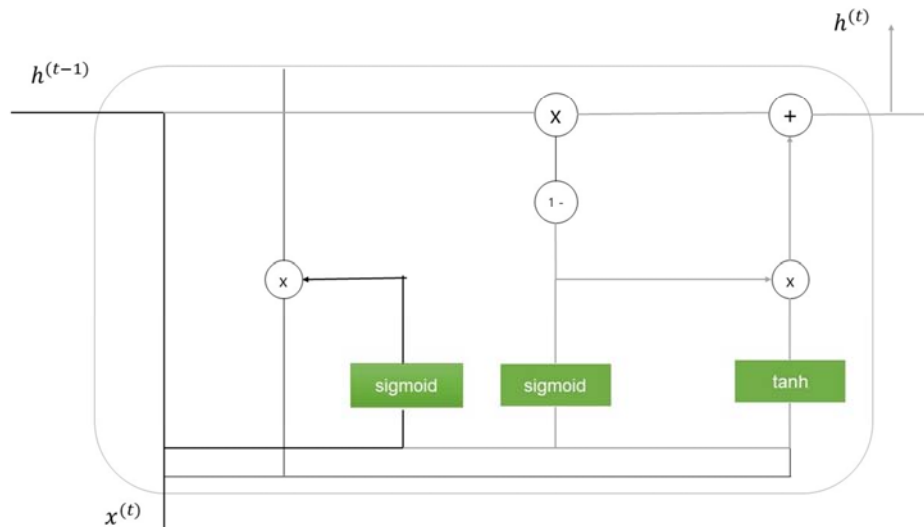 h^{(t)}
h^{(t-1)}
X
+
1 -
x
x
sigmoid
sigmoid
tanh
x^{(t)}